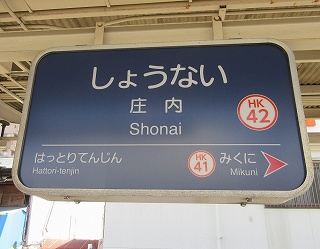 しょうない
庄内
Shonai
HK
42
はっとりてんじん
Hattori-tenjin
HK
41
みくに
Mikuni